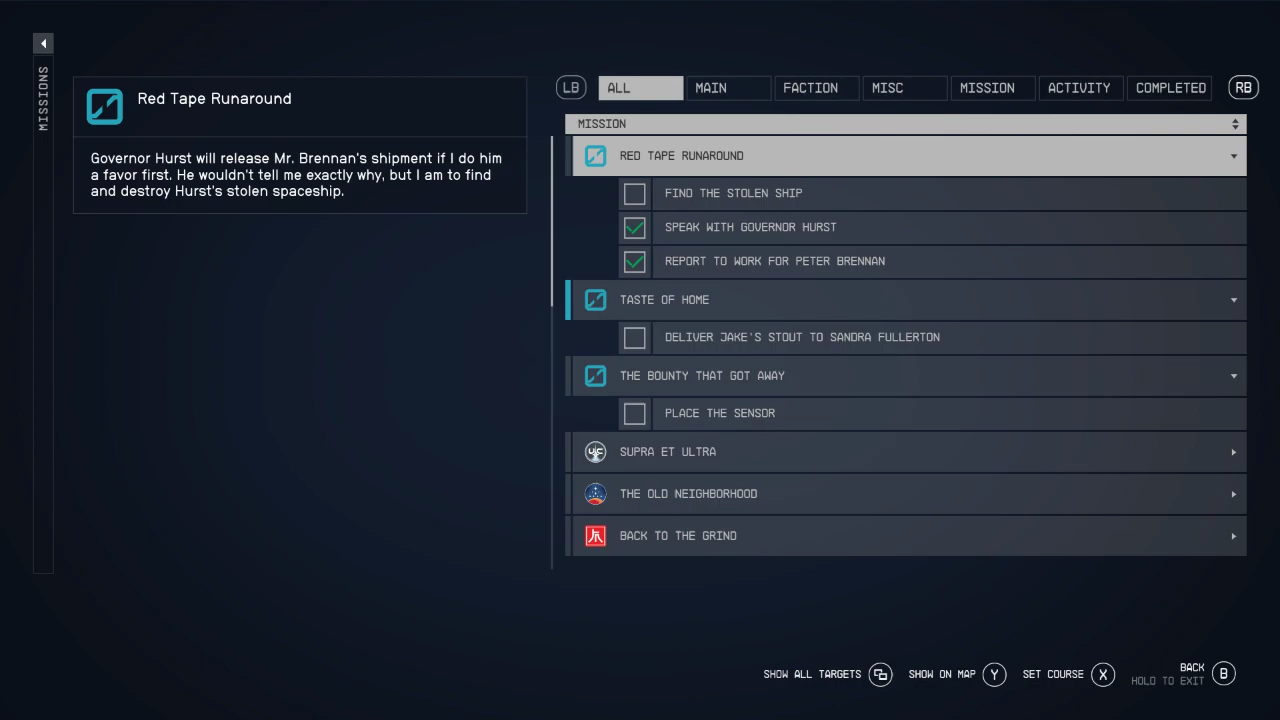 MISSIONS
Red Tape Runaround
Governor Hurst will release Mr. Brennan's shipment if I do him
a favor first. He wouldn't tell me exactly why, but I am to find
and destroy Hurst's stolen spaceship.
LB ALL MAIN FACTION MISC MISSION ACTIVITY COMPLETED RB
MISSION
RED TAPE RUNAROUND
FIND THE STOLEN SHIP
SPEAK WITH GOVERNOR HURST
REPORT TO WORK FOR PETER BRENNAN
TASTE OF HOME
DELIVER JAKE'S STOUT TO SANDRA FULLERTON
THE BOUNTY THAT GOT AWAY
PLACE THE SENSOR
UC SUPRA ET ULTRA
THE OLD NEIGHBORHOOD
BACK TO THE GRIND
SHOW ALL TARGETS SHOW ON MAP Y SET COURSE X BACK B
HOLD TO EXIT